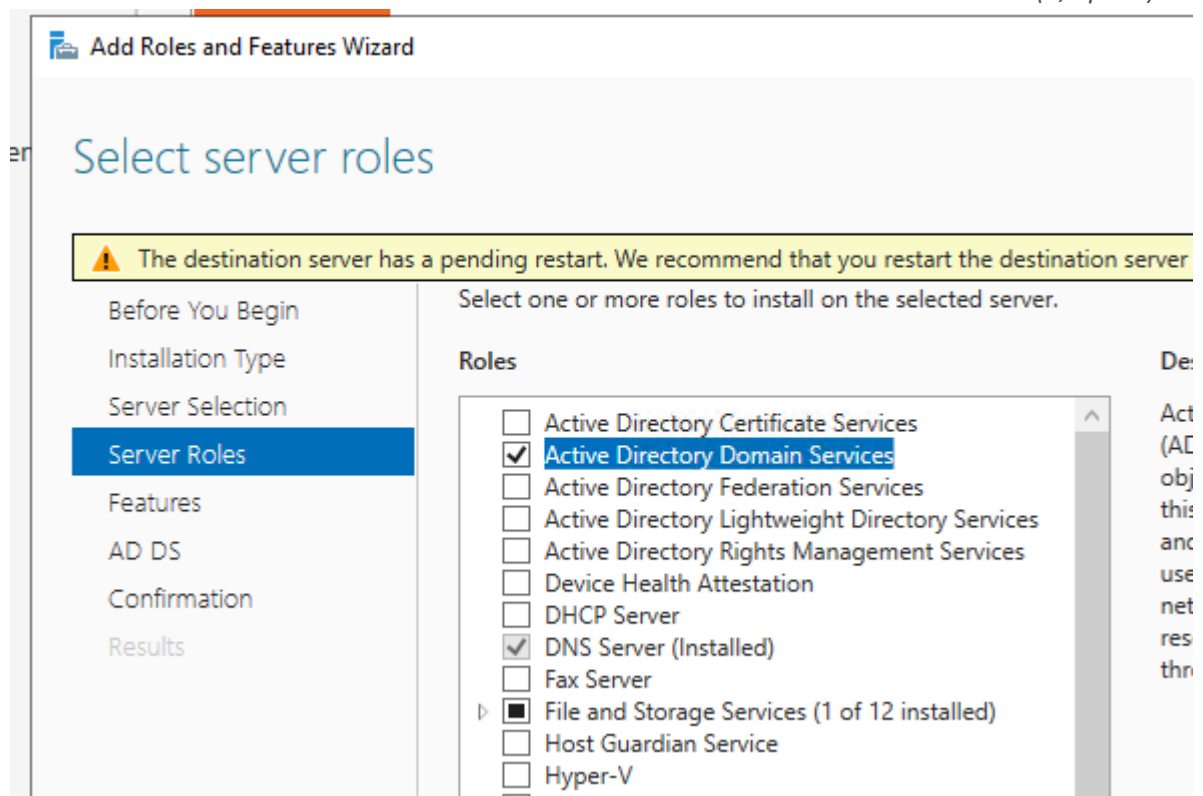 Add Roles and Features Wizard
Select server roles
The destination server has a pending restart. We recommend that you restart the destination server
Before You Begin
Installation Type
Server Selection
Server Roles
Features
AD DS
Confirmation
Results
Select one or more roles to install on the selected server.
Roles
Active Directory Certificate Services
Active Directory Domain Services
Active Directory Federation Services
Active Directory Lightweight Directory Services
Active Directory Rights Management Services
Device Health Attestation
DHCP Server
DNS Server (Installed)
Fax Server
File and Storage Services (1 of 12 installed)
Host Guardian Service
Hyper-V